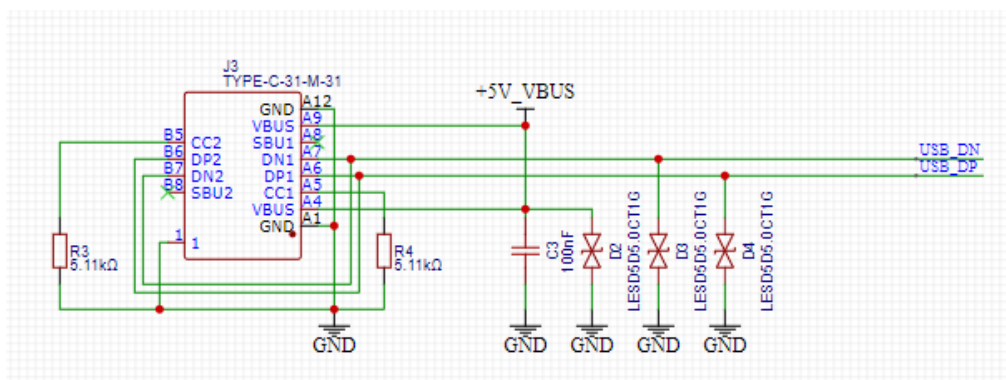 J3
TYPE-C-31-M-31
+5V_VBUS
GND A12
VBUS A9
B5 CC2 SBU1 A8
B6 DP2 DN1 A7 USB_DN
B7 DN2 DP1 A6 USB_DP
B8 SBU2 CC1 A5
VBUS A4
GND A1
1 1
R3
5.11kΩ
R4
5.11kΩ
C3
100nF
D2
LESD5D5.0CT1G
D3
LESD5D5.0CT1G
D4
LESD5D5.0CT1G
GND
GND
GND
GND
GND